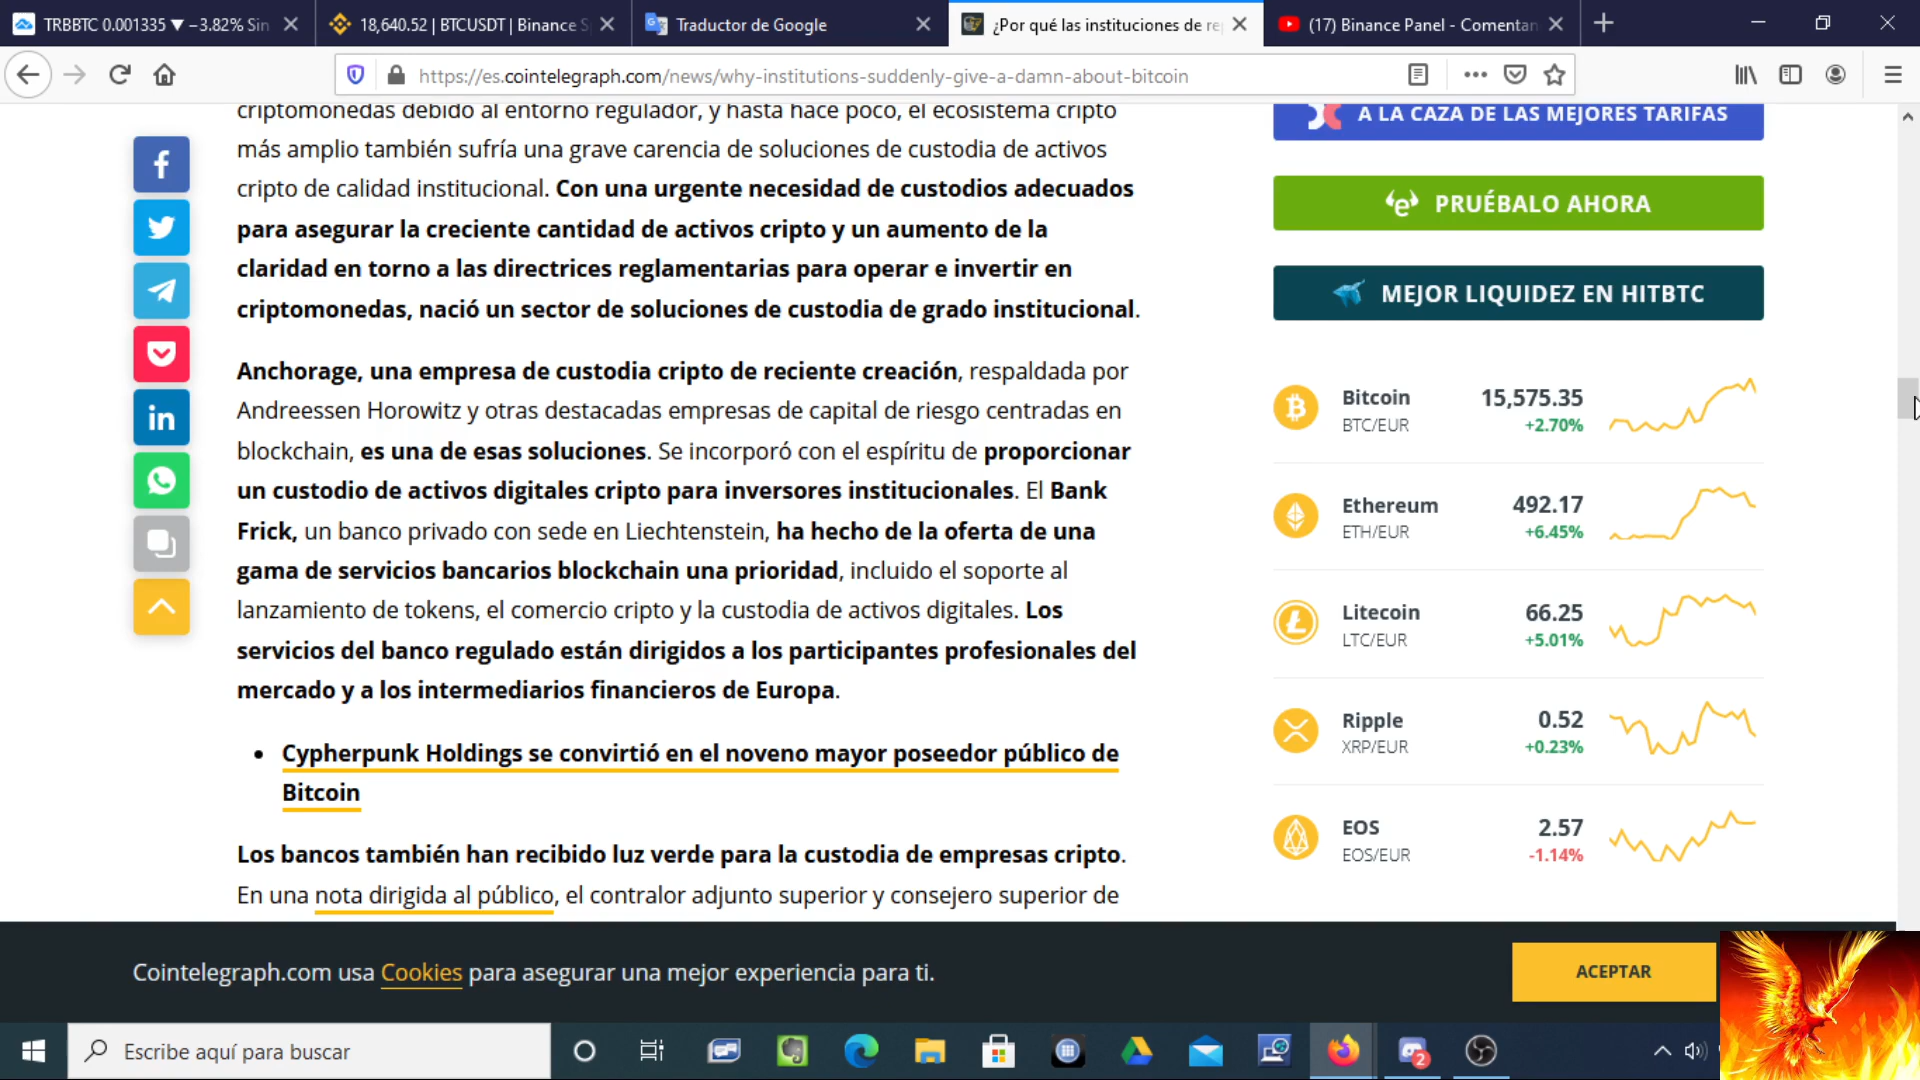 TRBBTC 0.001335 ▼ −3.82% Sin
18,640.52 | BTCUSDT | Binance S
Traductor de Google
¿Por qué las instituciones de re
(17) Binance Panel - Comentan
https://es.cointelegraph.com/news/why-institutions-suddenly-give-a-damn-about-bitcoin
criptomonedas debido al entorno regulador, y hasta hace poco, el ecosistema cripto
más amplio también sufría una grave carencia de soluciones de custodia de activos
cripto de calidad institucional. Con una urgente necesidad de custodios adecuados
para asegurar la creciente cantidad de activos cripto y un aumento de la
claridad en torno a las directrices reglamentarias para operar e invertir en
criptomonedas, nació un sector de soluciones de custodia de grado institucional.
Anchorage, una empresa de custodia cripto de reciente creación, respaldada por
Andreessen Horowitz y otras destacadas empresas de capital de riesgo centradas en
blockchain, es una de esas soluciones. Se incorporó con el espíritu de proporcionar
un custodio de activos digitales cripto para inversores institucionales. El Bank
Frick, un banco privado con sede en Liechtenstein, ha hecho de la oferta de una
gama de servicios bancarios blockchain una prioridad, incluido el soporte al
lanzamiento de tokens, el comercio cripto y la custodia de activos digitales. Los
servicios del banco regulado están dirigidos a los participantes profesionales del
mercado y a los intermediarios financieros de Europa.
• Cypherpunk Holdings se convirtió en el noveno mayor poseedor público de
Bitcoin
Los bancos también han recibido luz verde para la custodia de empresas cripto.
En una nota dirigida al público, el contralor adjunto superior y consejero superior de
A LA CAZA DE LAS MEJORES TARIFAS
PRUÉBALO AHORA
MEJOR LIQUIDEZ EN HITBTC
Bitcoin 15,575.35
BTC/EUR +2.70%
Ethereum 492.17
ETH/EUR +6.45%
Litecoin 66.25
LTC/EUR +5.01%
Ripple 0.52
XRP/EUR +0.23%
EOS 2.57
EOS/EUR -1.14%
Cointelegraph.com usa Cookies para asegurar una mejor experiencia para ti.
ACEPTAR
Escribe aquí para buscar
2